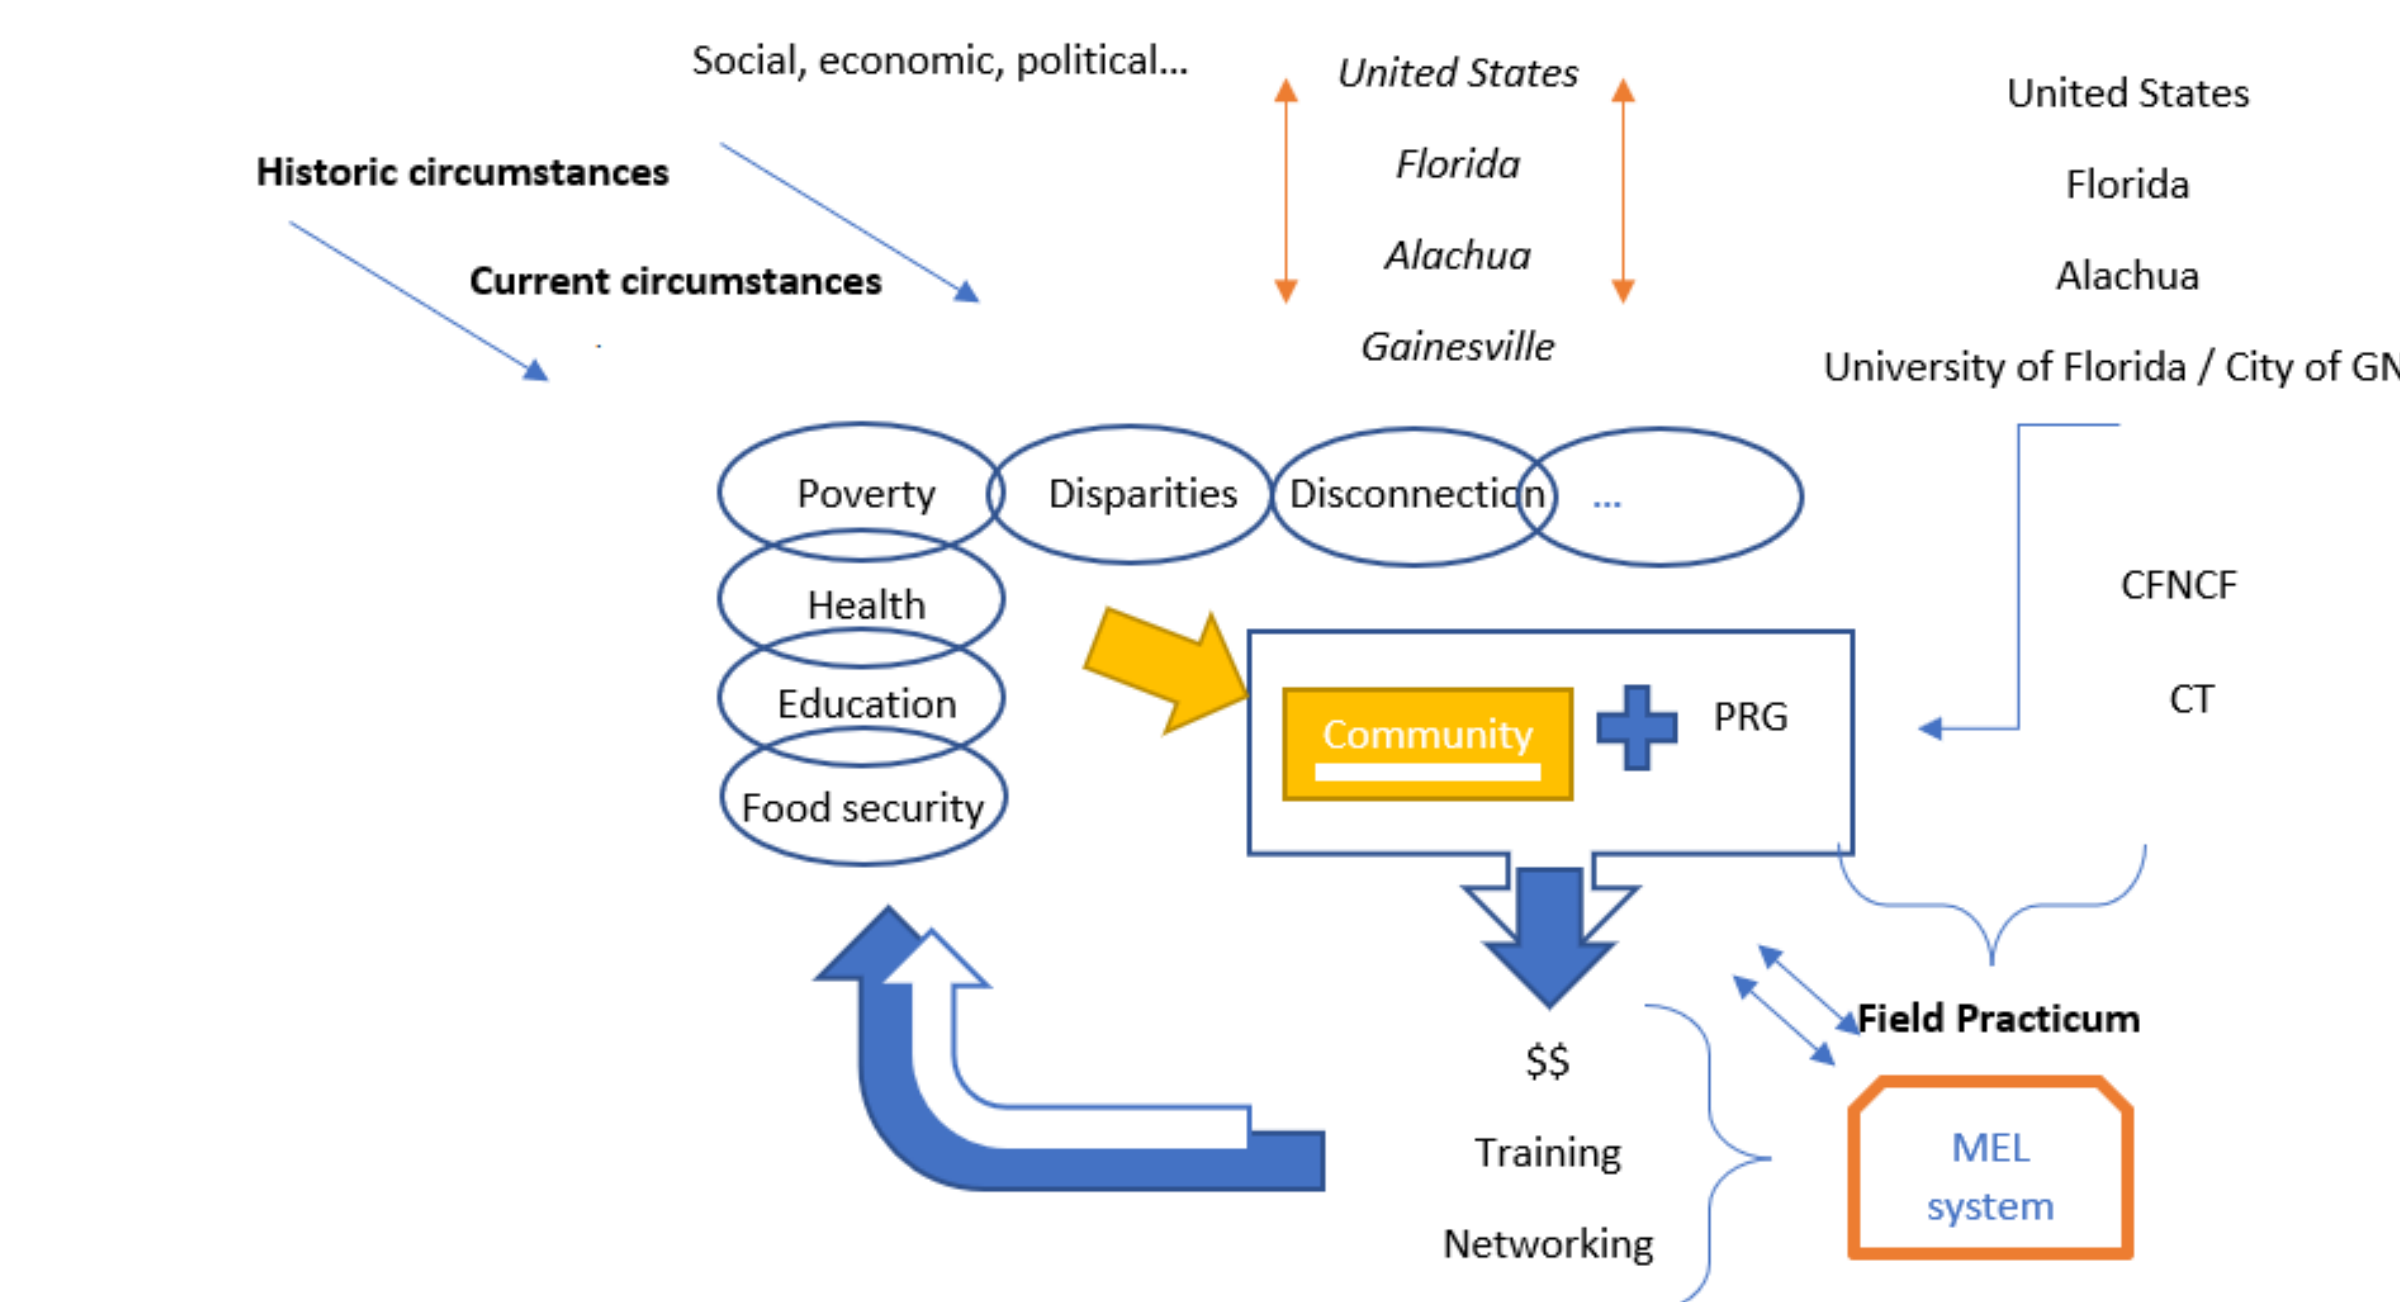 Social, economic, political...
United States
Florida
Alachua
Gainesville
United States
Florida
Alachua
University of Florida / City of GN
Historic circumstances
Current circumstances
Poverty
Disparities
Disconnection
...
Health
Education
Food security
Community
PRG
CFNCF
CT
$$
Training
Networking
Field Practicum
MEL
system